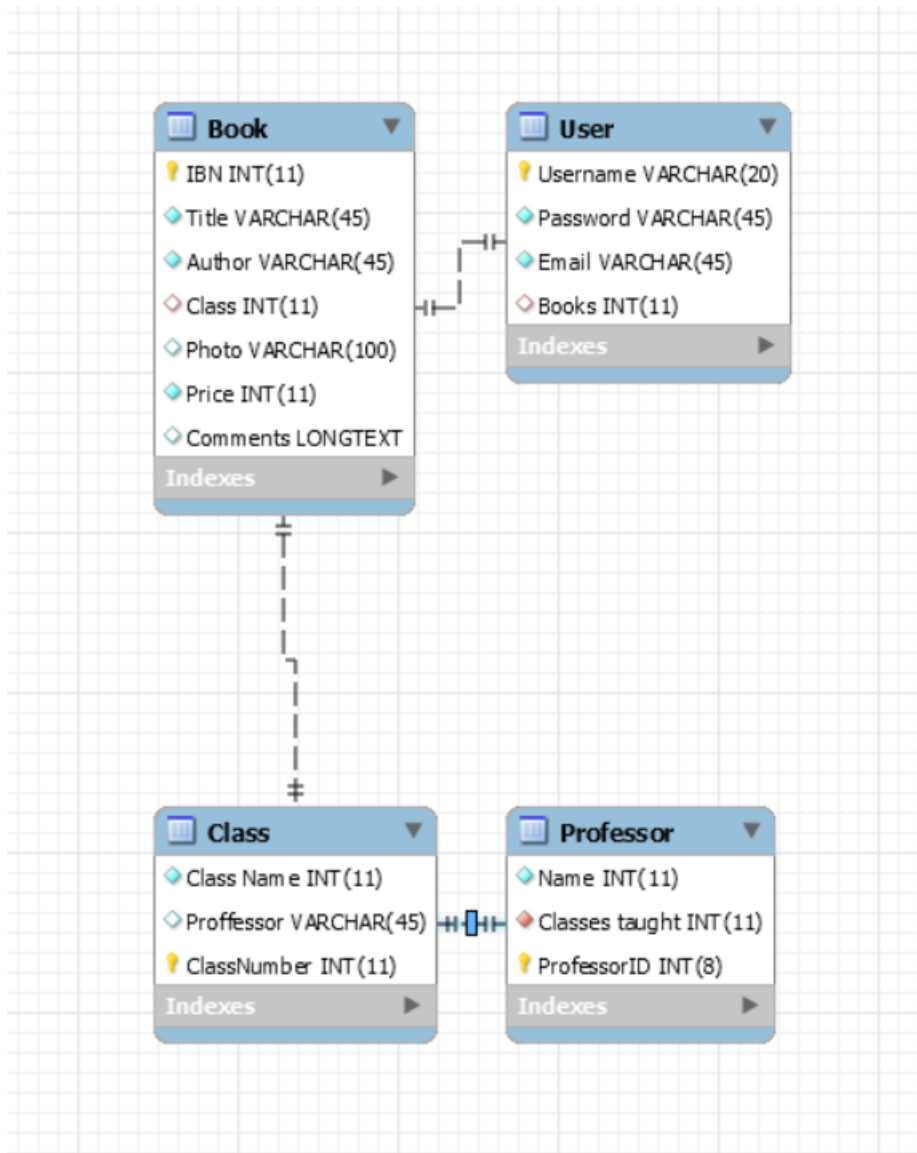 Book
IBN INT(11)
Title VARCHAR(45)
Author VARCHAR(45)
Class INT(11)
Photo VARCHAR(100)
Price INT(11)
Comments LONGTEXT
Indexes
User
Username VARCHAR(20)
Password VARCHAR(45)
Email VARCHAR(45)
Books INT(11)
Indexes
Class
Class Name INT(11)
Proffessor VARCHAR(45)
ClassNumber INT(11)
Indexes
Professor
Name INT(11)
Classes taught INT(11)
ProfessorID INT(8)
Indexes